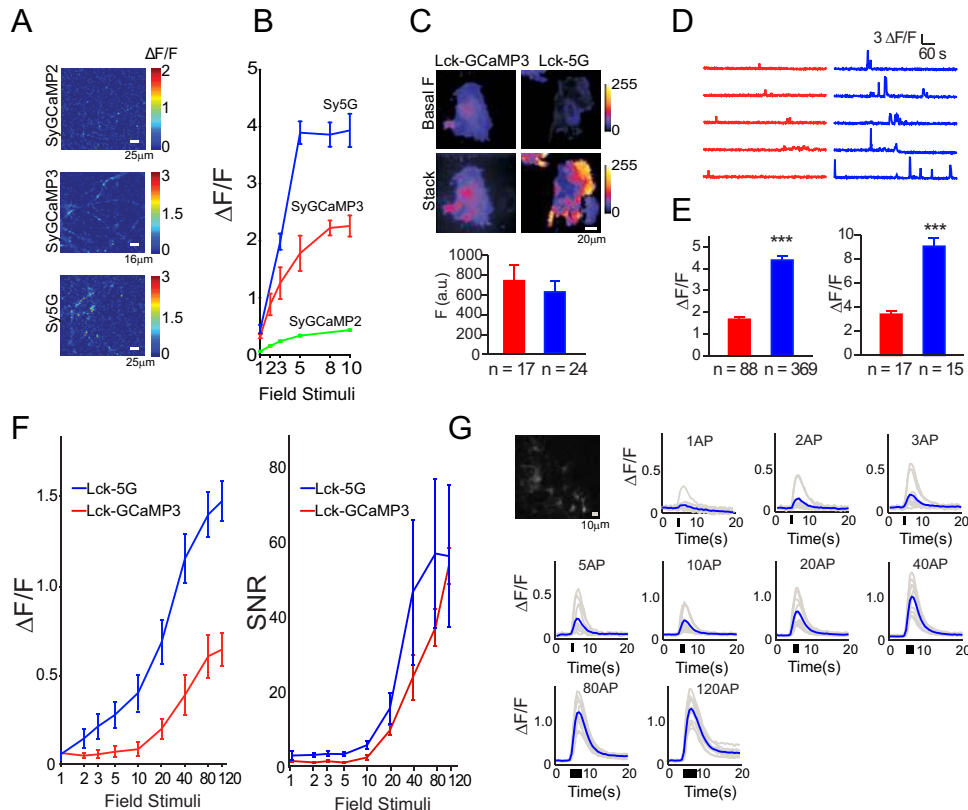 A
ΔF/F
SyGCaMP2
2
1.5
1
.5
0
25μm
SyGCaMP3
3
1.5
0
16μm
Sy5G
3
2
1
0
25μm
B
ΔF/F
5
4
3
2
1
0
Sy5G
SyGCaMP3
SyGCaMP2
1 2 3 5 8 10
Field Stimuli
C
Lck-GCaMP3 Lck-5G
Basal F
255
0
Stack
255
0
20μm
F (a.u.)
1000
800
600
400
200
0
n = 17 n = 24
D
3 ΔF/F
60 s
E
ΔF/F
5
4
3
2
1
0
***
n = 88 n = 369
ΔF/F
10
8
6
4
2
0
***
n = 17 n = 15
F
ΔF/F
1.5
1.0
0.5
0
Lck-5G
Lck-GCaMP3
1 2 3 5 10 20 40 80 120
Field Stimuli
SNR
80
60
40
20
0
Lck-5G
Lck-GCaMP3
1 2 3 5 10 20 40 80 120
Field Stimuli
G
10μm
1AP
ΔF/F
0.5
0
0 10 20
Time(s)
2AP
0.5
0
0 10 20
Time(s)
3AP
0.5
0
0 10 20
Time(s)
5AP
ΔF/F
0.5
0
0 10 20
Time(s)
10AP
1.0
0
0 10 20
Time(s)
20AP
1.0
0
0 10 20
Time(s)
40AP
1.0
0
0 10 20
Time(s)
80AP
ΔF/F
1.0
0
0 10 20
Time(s)
120AP
1.0
0
0 10 20
Time(s)